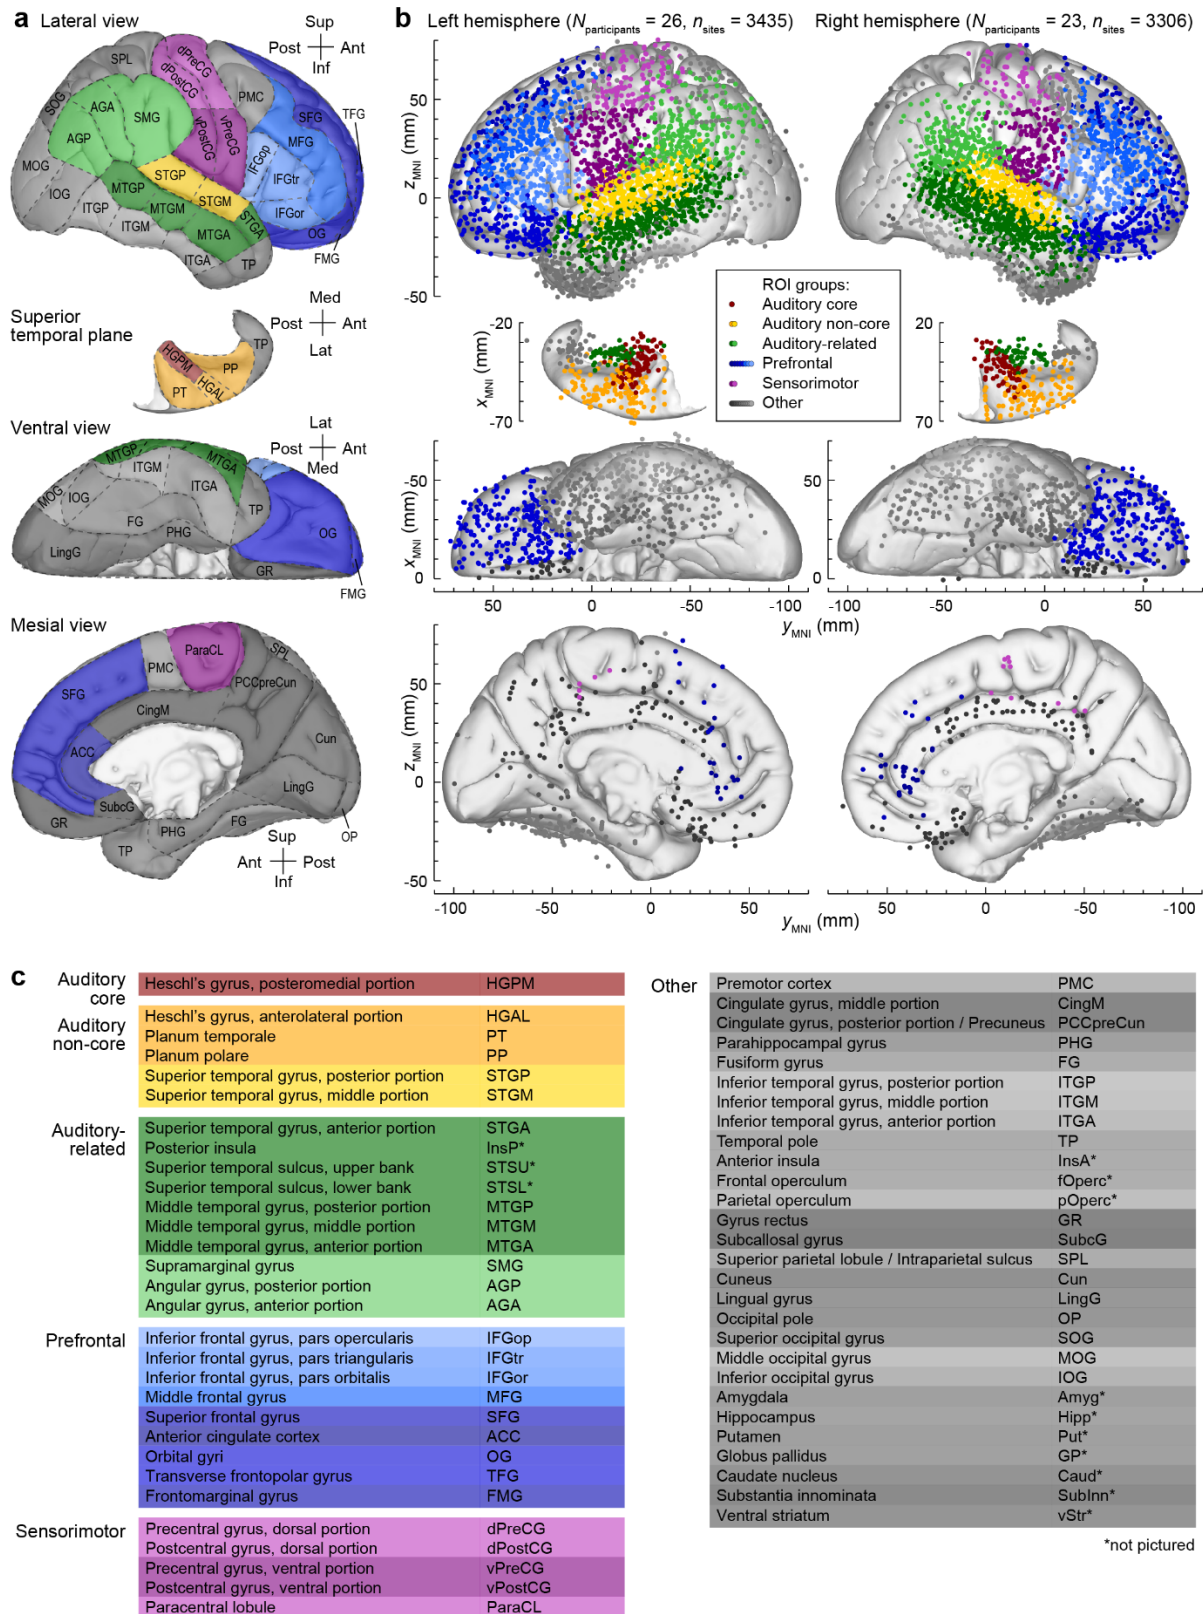 a Lateral view
Sup
Post Ant
Inf
SPL
dPreCG
dPostCG
PMC
SOG
AGA
SMG
AGP
vPreCG
vPostCG
SFG
TFG
MFG
IFGop
IFGtr
IFGor
MOG
IOG
STGP
STGM
STGA
MTGP
MTGM
MTGA
ITGP
ITGM
ITGA
TP
OG
FMG
Superior
temporal plane
Med
Post Ant
Lat
TP
HGPM
PP
HGAL
PT
Ventral view
Lat
Post Ant
Med
MTGP
ITGM
MTGA
MOG
IOG
ITGA
TP
FG
OG
PHG
LingG
GR
FMG
Mesial view
ParaCL
SPL
PMC
SFG
PCCpreCun
CingM
ACC
Cun
LingG
SubcG
GR
PHG
FG
TP
OP
Sup
Ant Post
Inf
b Left hemisphere (Nparticipants = 26, nsites = 3435) Right hemisphere (Nparticipants = 23, nsites = 3306)
zMNI (mm)
50
0
-50
ROI groups:
Auditory core
Auditory non-core
Auditory-related
Prefrontal
Sensorimotor
Other
xMNI (mm)
-20
-70
20
70
xMNI (mm)
-50
0
50
0
50 0 -50 -100
-100 -50 0 50
yMNI (mm)
zMNI (mm)
50
0
-50
-100 -50 0 50
50 0 -50 -100
yMNI (mm)
c
Auditory
core
Heschl's gyrus, posteromedial portion HGPM
Auditory
non-core
Heschl's gyrus, anterolateral portion HGAL
Planum temporale PT
Planum polare PP
Superior temporal gyrus, posterior portion STGP
Superior temporal gyrus, middle portion STGM
Auditory-
related
Superior temporal gyrus, anterior portion STGA
Posterior insula InsP*
Superior temporal sulcus, upper bank STSU*
Superior temporal sulcus, lower bank STSL*
Middle temporal gyrus, posterior portion MTGP
Middle temporal gyrus, middle portion MTGM
Middle temporal gyrus, anterior portion MTGA
Supramarginal gyrus SMG
Angular gyrus, posterior portion AGP
Angular gyrus, anterior portion AGA
Prefrontal
Inferior frontal gyrus, pars opercularis IFGop
Inferior frontal gyrus, pars triangularis IFGtr
Inferior frontal gyrus, pars orbitalis IFGor
Middle frontal gyrus MFG
Superior frontal gyrus SFG
Anterior cingulate cortex ACC
Orbital gyri OG
Transverse frontopolar gyrus TFG
Frontomarginal gyrus FMG
Sensorimotor
Precentral gyrus, dorsal portion dPreCG
Postcentral gyrus, dorsal portion dPostCG
Precentral gyrus, ventral portion vPreCG
Postcentral gyrus, ventral portion vPostCG
Paracentral lobule ParaCL
Other
Premotor cortex PMC
Cingulate gyrus, middle portion CingM
Cingulate gyrus, posterior portion / Precuneus PCCpreCun
Parahippocampal gyrus PHG
Fusiform gyrus FG
Inferior temporal gyrus, posterior portion ITGP
Inferior temporal gyrus, middle portion ITGM
Inferior temporal gyrus, anterior portion ITGA
Temporal pole TP
Anterior insula InsA*
Frontal operculum fOperc*
Parietal operculum pOperc*
Gyrus rectus GR
Subcallosal gyrus SubcG
Superior parietal lobule / Intraparietal sulcus SPL
Cuneus Cun
Lingual gyrus LingG
Occipital pole OP
Superior occipital gyrus SOG
Middle occipital gyrus MOG
Inferior occipital gyrus IOG
Amygdala Amyg*
Hippocampus Hipp*
Putamen Put*
Globus pallidus GP*
Caudate nucleus Caud*
Substantia innominata SubInn*
Ventral striatum vStr*
*not pictured